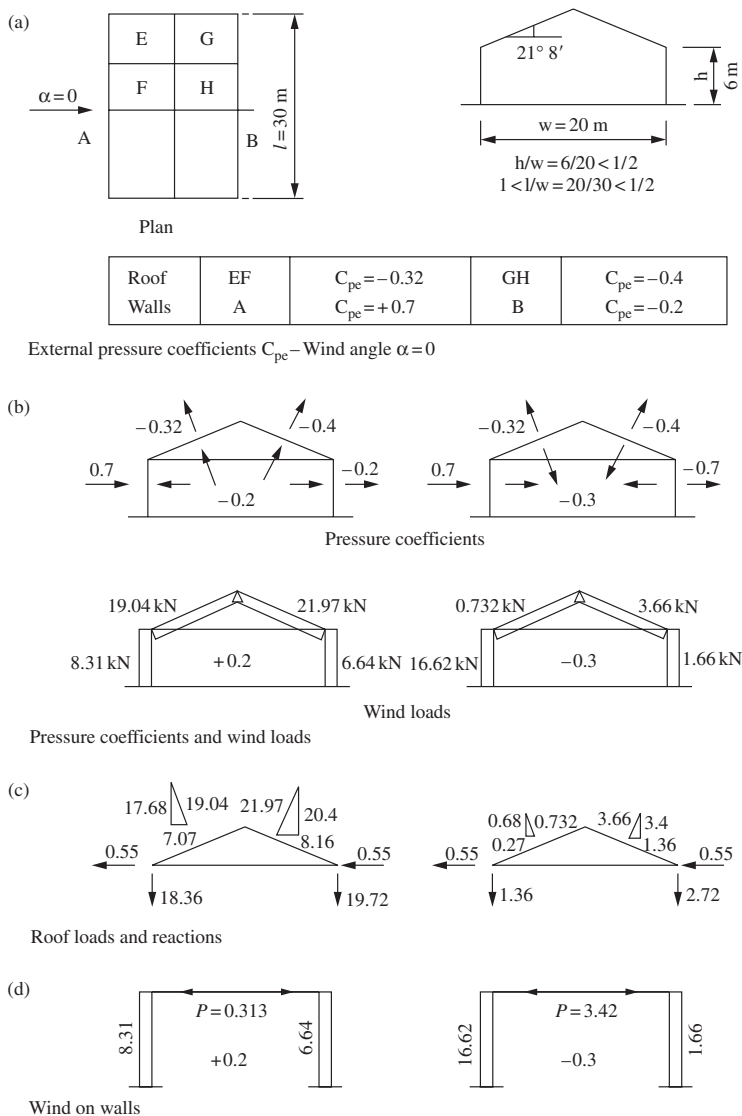 (a)
E G
F H
α=0
A B
l=30 m
Plan
21° 8′
h
6 m
w=20 m
h/w=6/20<1/2
1<l/w=20/30<1/2
Roof EF Cpe=−0.32 GH Cpe=−0.4
Walls A Cpe=+0.7 B Cpe=−0.2
External pressure coefficients Cpe–Wind angle α=0
(b)
−0.32 −0.4
0.7 −0.2 −0.2
−0.32 −0.4
0.7 −0.3 −0.7
Pressure coefficients
19.04 kN 21.97 kN
8.31 kN +0.2 6.64 kN
0.732 kN 3.66 kN
16.62 kN −0.3 1.66 kN
Wind loads
Pressure coefficients and wind loads
(c)
17.68 19.04 21.97 20.4
7.07 8.16
0.55 0.55
18.36 19.72
0.68 0.732 3.66 3.4
0.27 1.36
0.55 0.55
1.36 2.72
Roof loads and reactions
(d)
8.31 P=0.313 6.64
+0.2
16.62 P=3.42 1.66
−0.3
Wind on walls